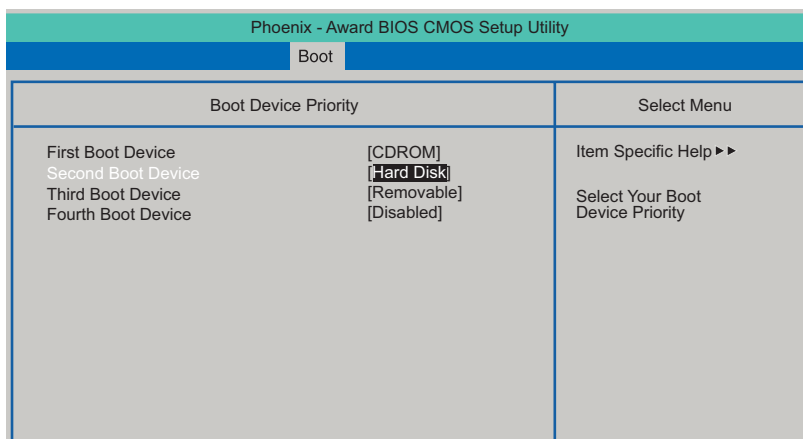 Phoenix - Award BIOS CMOS Setup Utility
Boot
Boot Device Priority
Select Menu
First Boot Device [CDROM]
Second Boot Device [Hard Disk]
Third Boot Device [Removable]
Fourth Boot Device [Disabled]
Item Specific Help ►►
Select Your Boot
Device Priority